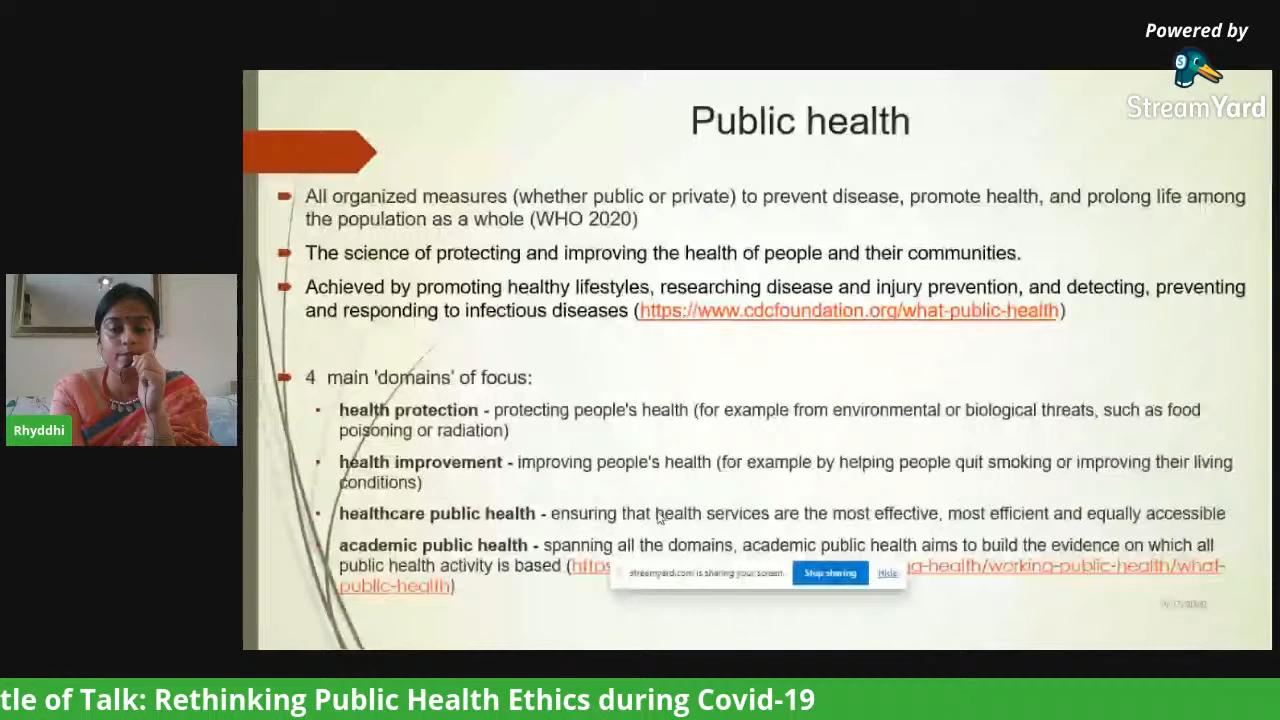 Powered by
StreamYard
Public health
All organized measures (whether public or private) to prevent disease, promote health, and prolong life among
the population as a whole (WHO 2020)
The science of protecting and improving the health of people and their communities.
Achieved by promoting healthy lifestyles, researching disease and injury prevention, and detecting, preventing
and responding to infectious diseases (https://www.cdcfoundation.org/what-public-health)
4 main 'domains' of focus:
health protection - protecting people's health (for example from environmental or biological threats, such as food
poisoning or radiation)
health improvement - improving people's health (for example by helping people quit smoking or improving their living
conditions)
healthcare public health - ensuring that health services are the most effective, most efficient and equally accessible
academic public health - spanning all the domains, academic public health aims to build the evidence on which all
public health activity is based (https a-health/working-public-health/what-
public-health)
streamyard.com is sharing your screen. Stop sharing Hide
Rhyddhi
tle of Talk: Rethinking Public Health Ethics during Covid-19